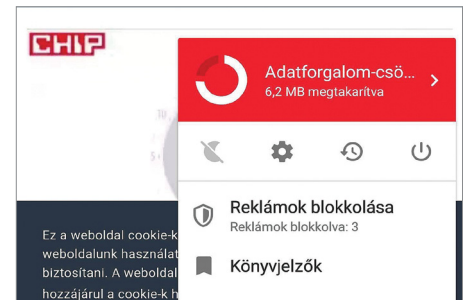 CHIP
Adatforgalom-csö...
6,2 MB megtakarítva
Reklámok blokkolása
Reklámok blokkolva: 3
Könyvjelzők
Ez a weboldal cookie-k
weboldalunk használat
biztosítani. A weboldal
hozzájárul a cookie-k h